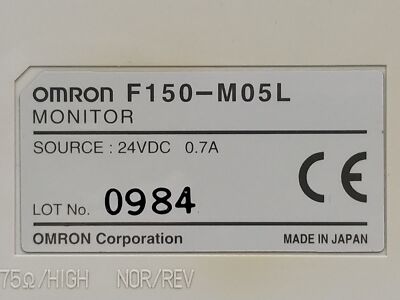 OMRON F150-M05L
MONITOR
SOURCE : 24VDC 0.7A
CE
LOT No. 0984
OMRON Corporation MADE IN JAPAN
75Ω/HIGH NOR/REV